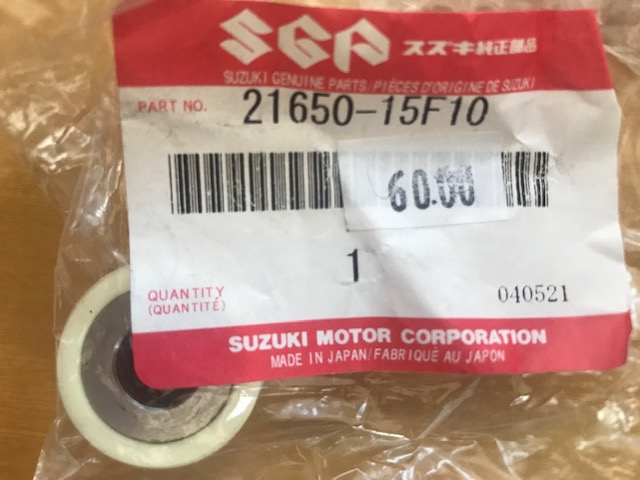 SGP スズキ純正部品
SUZUKI GENUINE PARTS/PIÈCES D'ORIGINE DE SUZUKI
PART NO. 21650-15F10
60.00
1
QUANTITY
(QUANTITÉ)
040521
SUZUKI MOTOR CORPORATION
MADE IN JAPAN/FABRIQUÉ AU JAPON